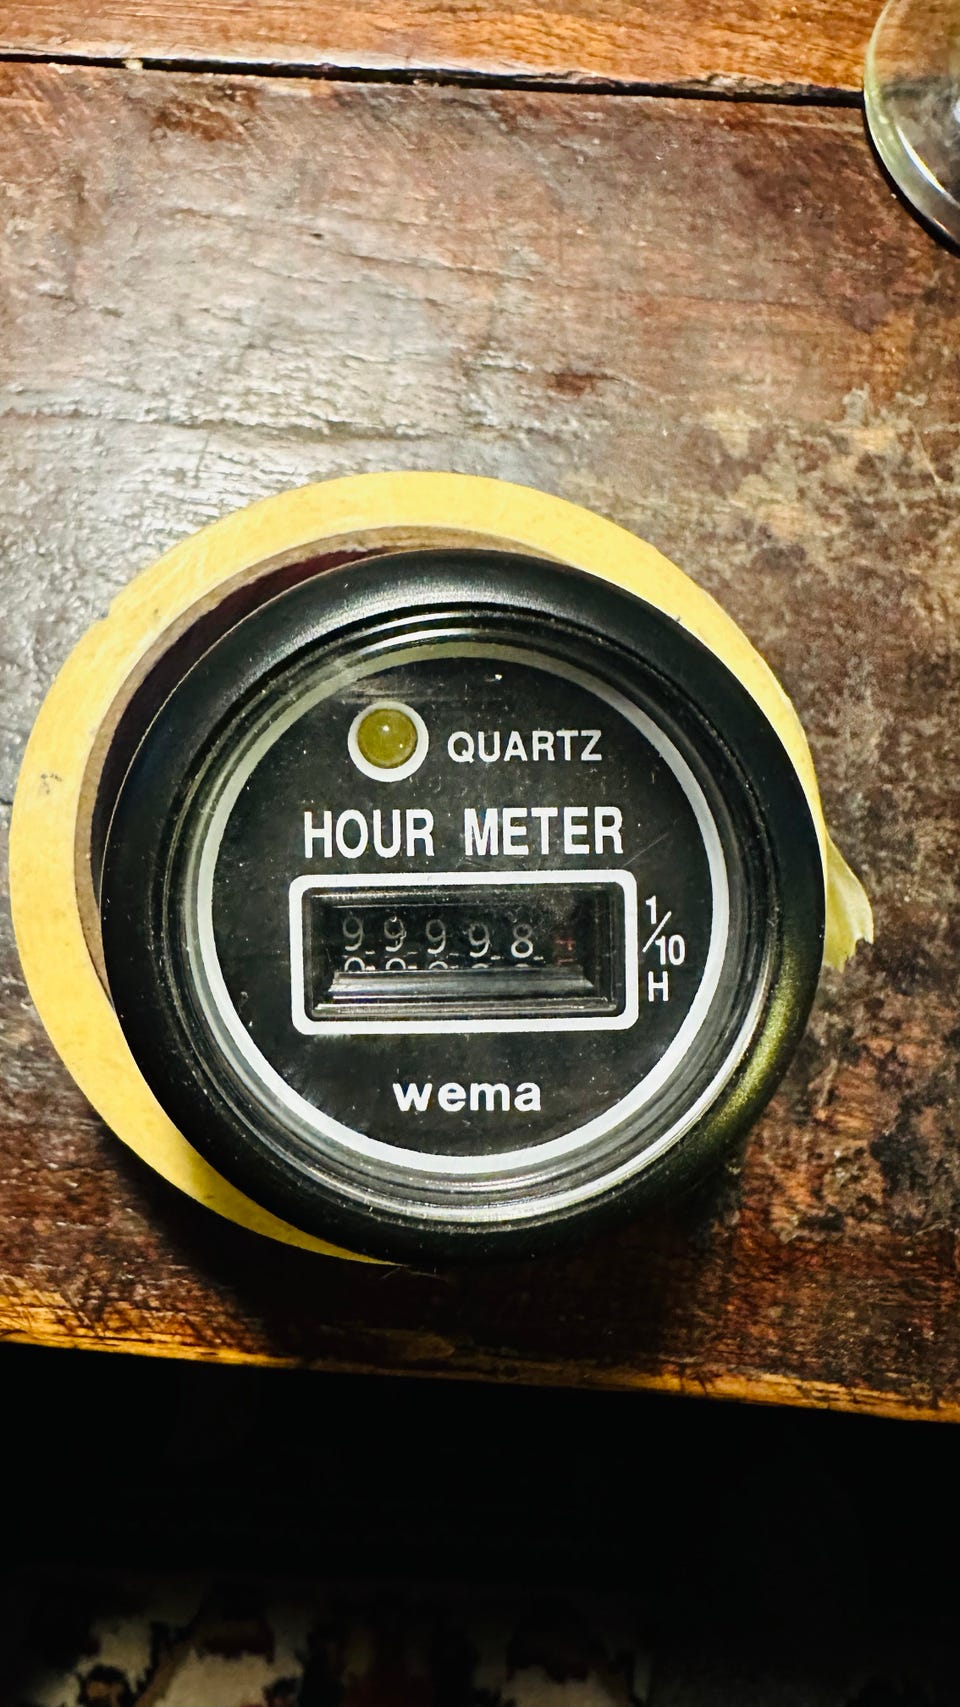 QUARTZ
HOUR METER
99998
1/10
H
wema